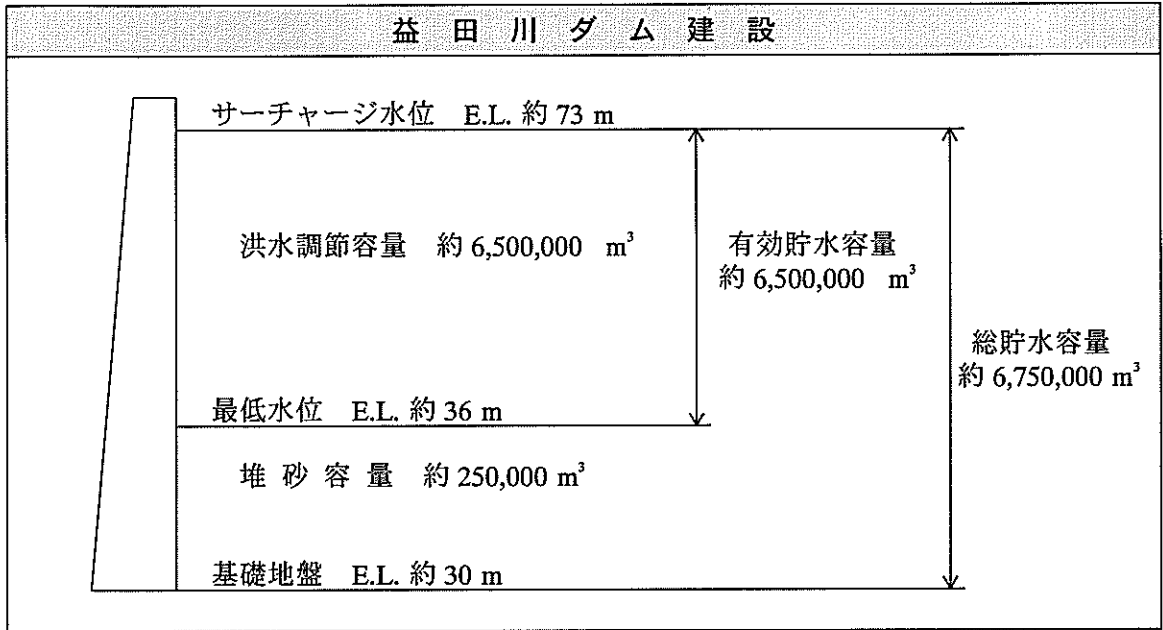 益田川ダム建設
サーチャージ水位 E.L. 約 73 m
洪水調節容量 約 6,500,000 m³
有効貯水容量
約 6,500,000 m³
総貯水容量
約 6,750,000 m³
最低水位 E.L. 約 36 m
堆砂容量 約 250,000 m³
基礎地盤 E.L. 約 30 m